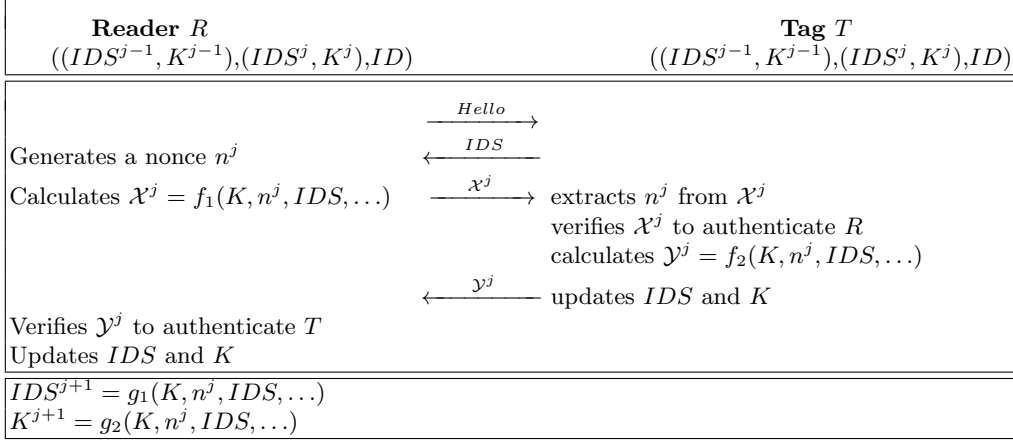 Reader R Tag T
((IDS^{j−1}, K^{j−1}),(IDS^j, K^j),ID) ((IDS^{j−1}, K^{j−1}),(IDS^j, K^j),ID)
Hello
Generates a nonce n^j IDS
Calculates 𝒳^j = f_1(K, n^j, IDS, . . .) 𝒳^j extracts n^j from 𝒳^j
verifies 𝒳^j to authenticate R
calculates 𝒴^j = f_2(K, n^j, IDS, . . .)
𝒴^j updates IDS and K
Verifies 𝒴^j to authenticate T
Updates IDS and K
IDS^{j+1} = g_1(K, n^j, IDS, . . .)
K^{j+1} = g_2(K, n^j, IDS, . . .)